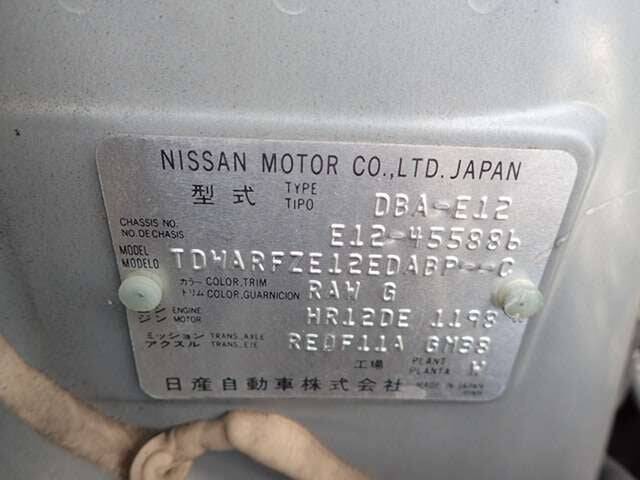 NISSAN MOTOR CO.,LTD. JAPAN
型式 TYPE TIPO DBA-E12
CHASSIS NO. NO.DE CHASIS E12-455886
MODEL MODELO TDWARFZE12EDABP---C
カラー COLOR,TRIM
トリム COLOR,GUARNICION RAW G
エンジン ENGINE MOTOR HR12DE 1198
ミッション TRANS.,AXLE
アクスル TRANS.,EJE RE0F11A GM38
工場 PLANT PLANTA W
日産自動車株式会社 MADE IN JAPAN